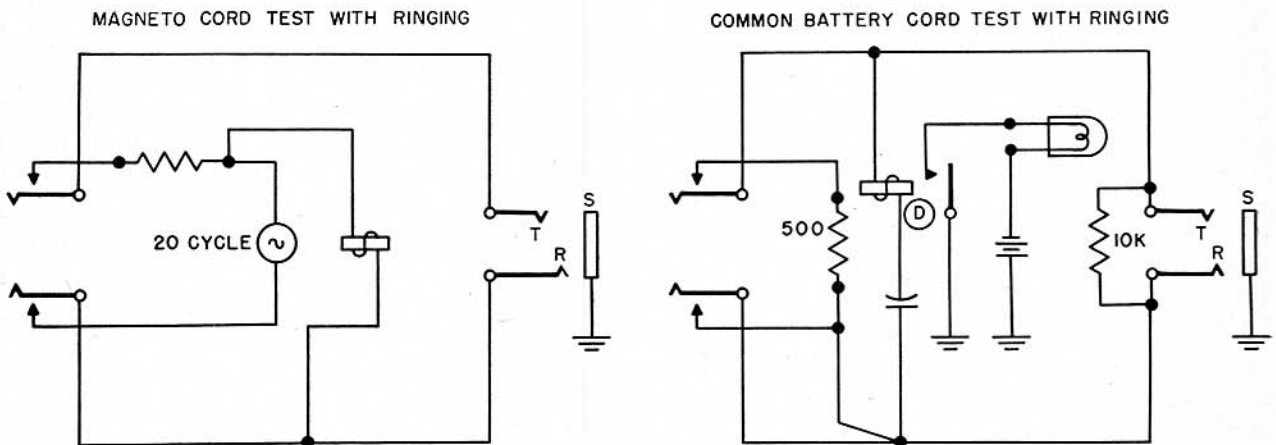 MAGNETO CORD TEST WITH RINGING
20 CYCLE
T
R
S
COMMON BATTERY CORD TEST WITH RINGING
500
D
10K
T
R
S